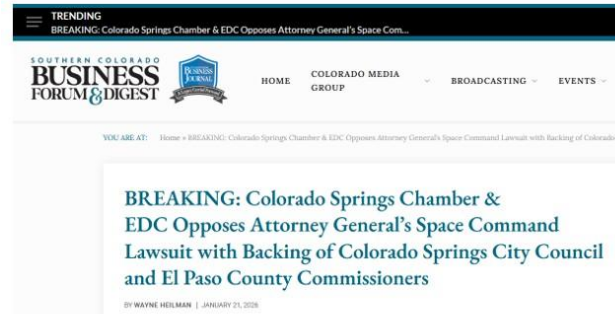 TRENDING
BREAKING: Colorado Springs Chamber & EDC Opposes Attorney General's Space Com...
SOUTHERN COLORADO
BUSINESS
FORUM & DIGEST
BUSINESS
JOURNAL
HOME
COLORADO MEDIA
GROUP
BROADCASTING
EVENTS
YOU ARE AT: Home » BREAKING: Colorado Springs Chamber & EDC Opposes Attorney General's Space Command Lawsuit with Backing of Colorado
BREAKING: Colorado Springs Chamber &
EDC Opposes Attorney General's Space Command
Lawsuit with Backing of Colorado Springs City Council
and El Paso County Commissioners
BY WAYNE HEILMAN | JANUARY 21, 2026